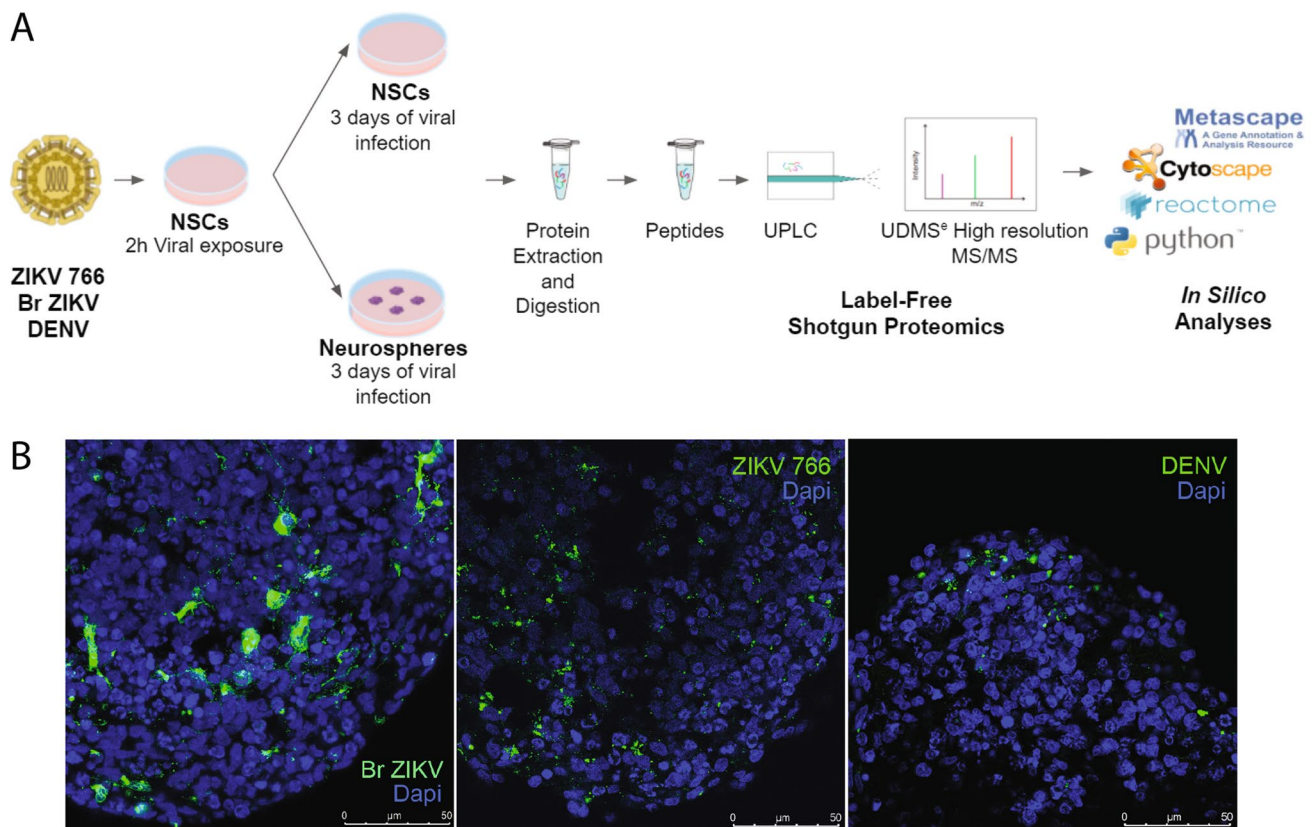 A
ZIKV 766
Br ZIKV
DENV
NSCs
2h Viral exposure
NSCs
3 days of viral
infection
Neurospheres
3 days of viral
infection
Protein
Extraction
and
Digestion
Peptides
UPLC
Intensity
m/z
UDMSᵉ High resolution
MS/MS
Label-Free
Shotgun Proteomics
Metascape
A Gene Annotation &
Analysis Resource
Cytoscape
reactome
python™
In Silico
Analyses
B
Br ZIKV
Dapi
0 µm 50
ZIKV 766
Dapi
0 µm 50
DENV
Dapi
0 µm 50